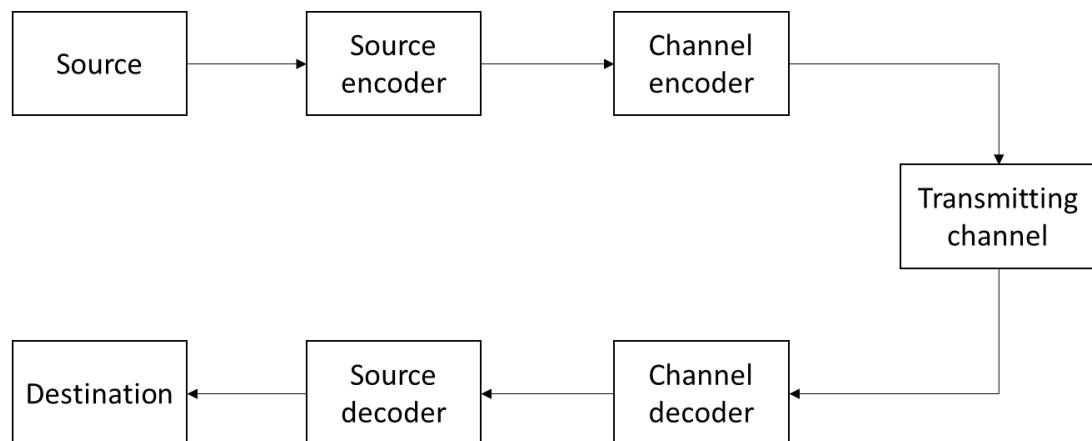 Source
Source
encoder
Channel
encoder
Transmitting
channel
Destination
Source
decoder
Channel
decoder